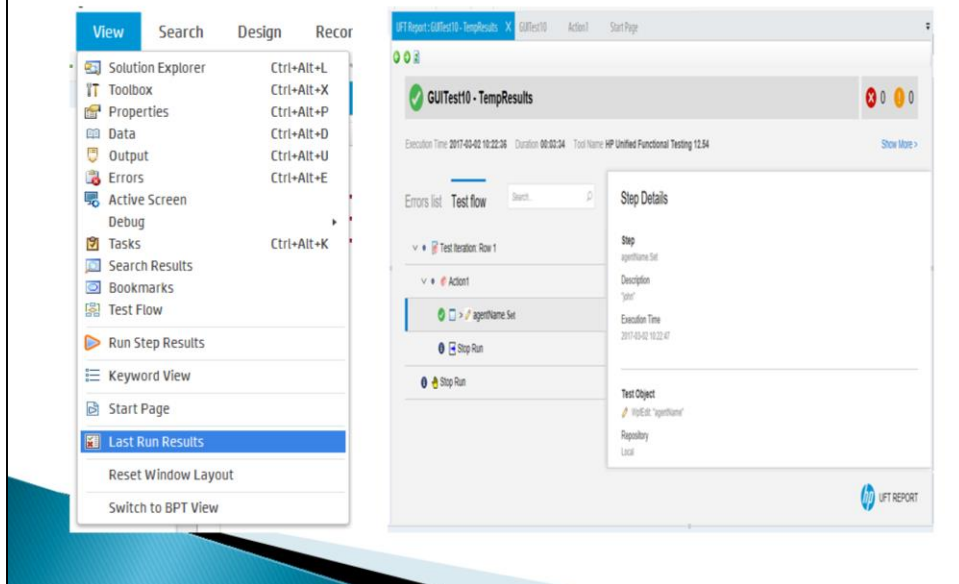 View Search Design Recor
Solution Explorer Ctrl+Alt+L
Toolbox Ctrl+Alt+X
Properties Ctrl+Alt+P
Data Ctrl+Alt+D
Output Ctrl+Alt+U
Errors Ctrl+Alt+E
Active Screen
Debug
Tasks Ctrl+Alt+K
Search Results
Bookmarks
Test Flow
Run Step Results
Keyword View
Start Page
Last Run Results
Reset Window Layout
Switch to BPT View
UFT Report : GUITest10 - TempResults X GUITest10 Action1 Start Page
GUITest10 - TempResults 0 0
Execution Time 2017-03-02 10:22:36 Duration 00:03:34 Tool Name HP Unified Functional Testing 12.54 Show More >
Errors list Test flow Search..
Test Iteration: Row 1
Action1
> agentName.Set
Stop Run
Stop Run
Step Details
Step
agentName.Set
Description
"john"
Execution Time
2017-03-02 10:22:47
Test Object
WpfEdit: "agentName"
Repository
Local
hp UFT REPORT